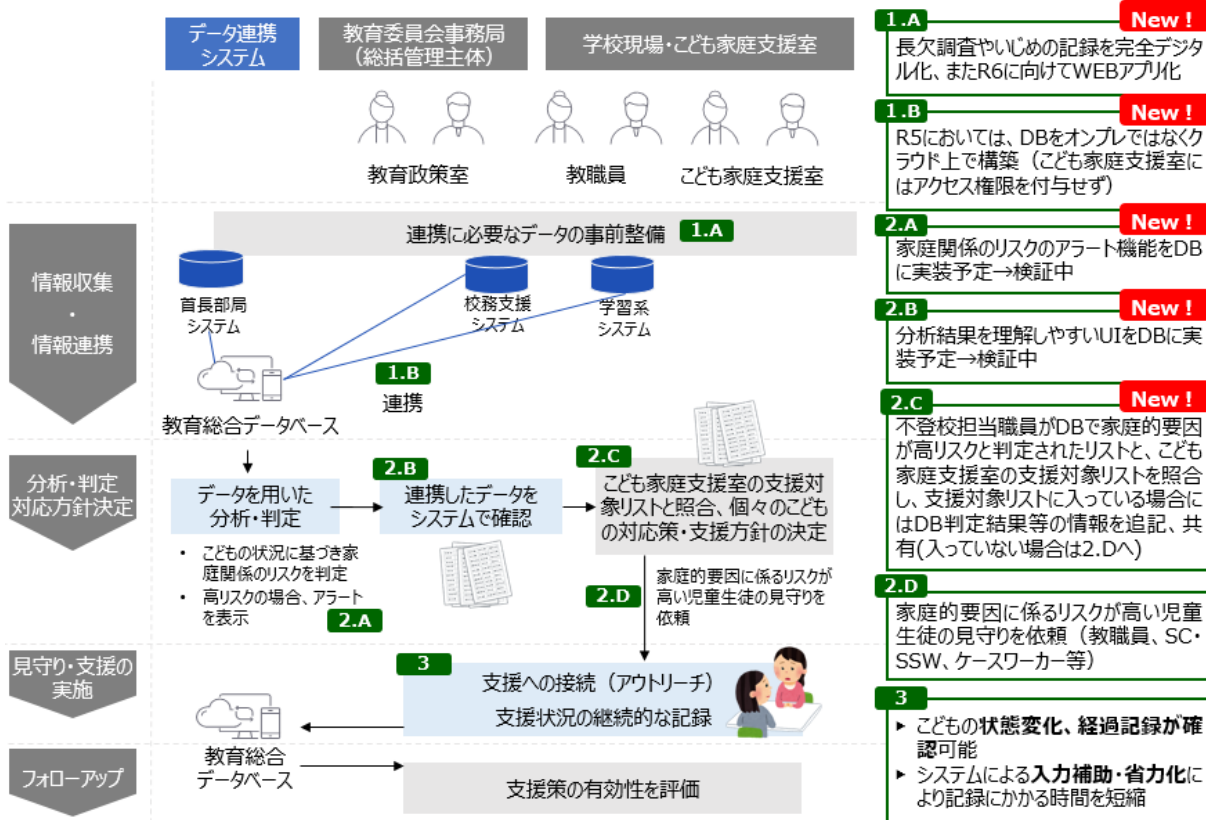 データ連携
システム
教育委員会事務局
（総括管理主体）
学校現場・こども家庭支援室
教育政策室
教職員
こども家庭支援室
情報収集
・
情報連携
連携に必要なデータの事前整備
1.A
首長部局
システム
校務支援
システム
学習系
システム
1.B
連携
教育総合データベース
分析・判定
対応方針決定
データを用いた
分析・判定
• こどもの状況に基づき家
庭関係のリスクを判定
• 高リスクの場合、アラート
を表示
2.A
2.B
連携したデータを
システムで確認
2.C
こども家庭支援室の支援対
象リストと照合、個々のこども
の対応策・支援方針の決定
2.D
家庭的要因に係るリスクが
高い児童生徒の見守りを
依頼
見守り・支援の
実施
3
支援への接続（アウトリーチ）
支援状況の継続的な記録
教育総合
データベース
フォローアップ
支援策の有効性を評価
1.A
New！
長欠調査やいじめの記録を完全デジタ
ル化、またR6に向けてWEBアプリ化
1.B
New！
R5においては、DBをオンプレではなくク
ラウド上で構築（こども家庭支援室に
はアクセス権限を付与せず）
2.A
New！
家庭関係のリスクのアラート機能をDB
に実装予定→検証中
2.B
New！
分析結果を理解しやすいUIをDBに実
装予定→検証中
2.C
New！
不登校担当職員がDBで家庭的要因
が高リスクと判定されたリストと、こども
家庭支援室の支援対象リストを照合
し、支援対象リストに入っている場合に
はDB判定結果等の情報を追記、共
有(入っていない場合は2.Dへ)
2.D
家庭的要因に係るリスクが高い児童
生徒の見守りを依頼（教職員、SC・
SSW、ケースワーカー等）
3
▶ こどもの状態変化、経過記録が確
認可能
▶ システムによる入力補助・省力化に
より記録にかかる時間を短縮